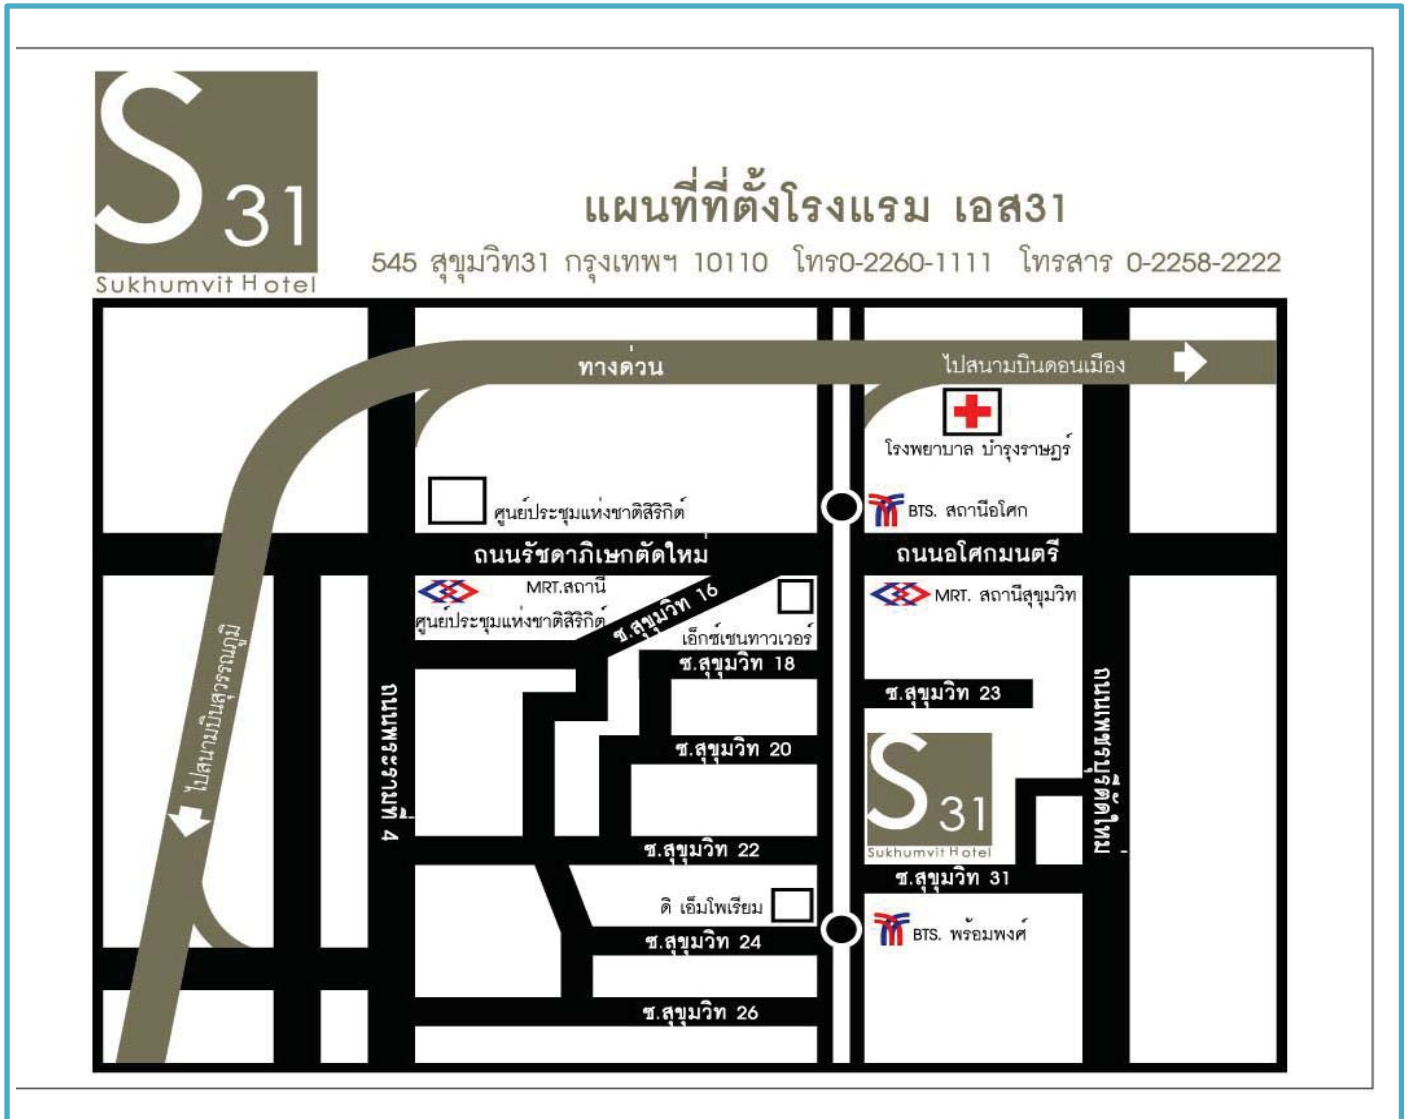 S 31
Sukhumvit Hotel
แผนที่ที่ตั้งโรงแรม เอส31
545 สุขุมวิท31 กรุงเทพฯ 10110 โทร0-2260-1111 โทรสาร 0-2258-2222
ทางด่วน
ไปสนามบินดอนเมือง
โรงพยาบาล บำรุงราษฎร์
ศูนย์ประชุมแห่งชาติสิริกิต์
BTS. สถานีอโศก
ถนนรัชดาภิเษกตัดใหม่
ถนนอโศกมนตรี
MRT.สถานี
ศูนย์ประชุมแห่งชาติสิริกิต์
ซ.สุขุมวิท 16
MRT. สถานีสุขุมวิท
เอ็กซ์เชนทาวเวอร์
ซ.สุขุมวิท 18
ไปสนามบินสุวรรณภูมิ
ถนนพระรามที่ 4
ซ.สุขุมวิท 23
ถนนเพชรบุรีตัดใหม่
ซ.สุขุมวิท 20
S 31
Sukhumvit Hotel
ซ.สุขุมวิท 22
ซ.สุขุมวิท 31
ดิ เอ็มโพเรียม
BTS. พร้อมพงศ์
ซ.สุขุมวิท 24
ซ.สุขุมวิท 26